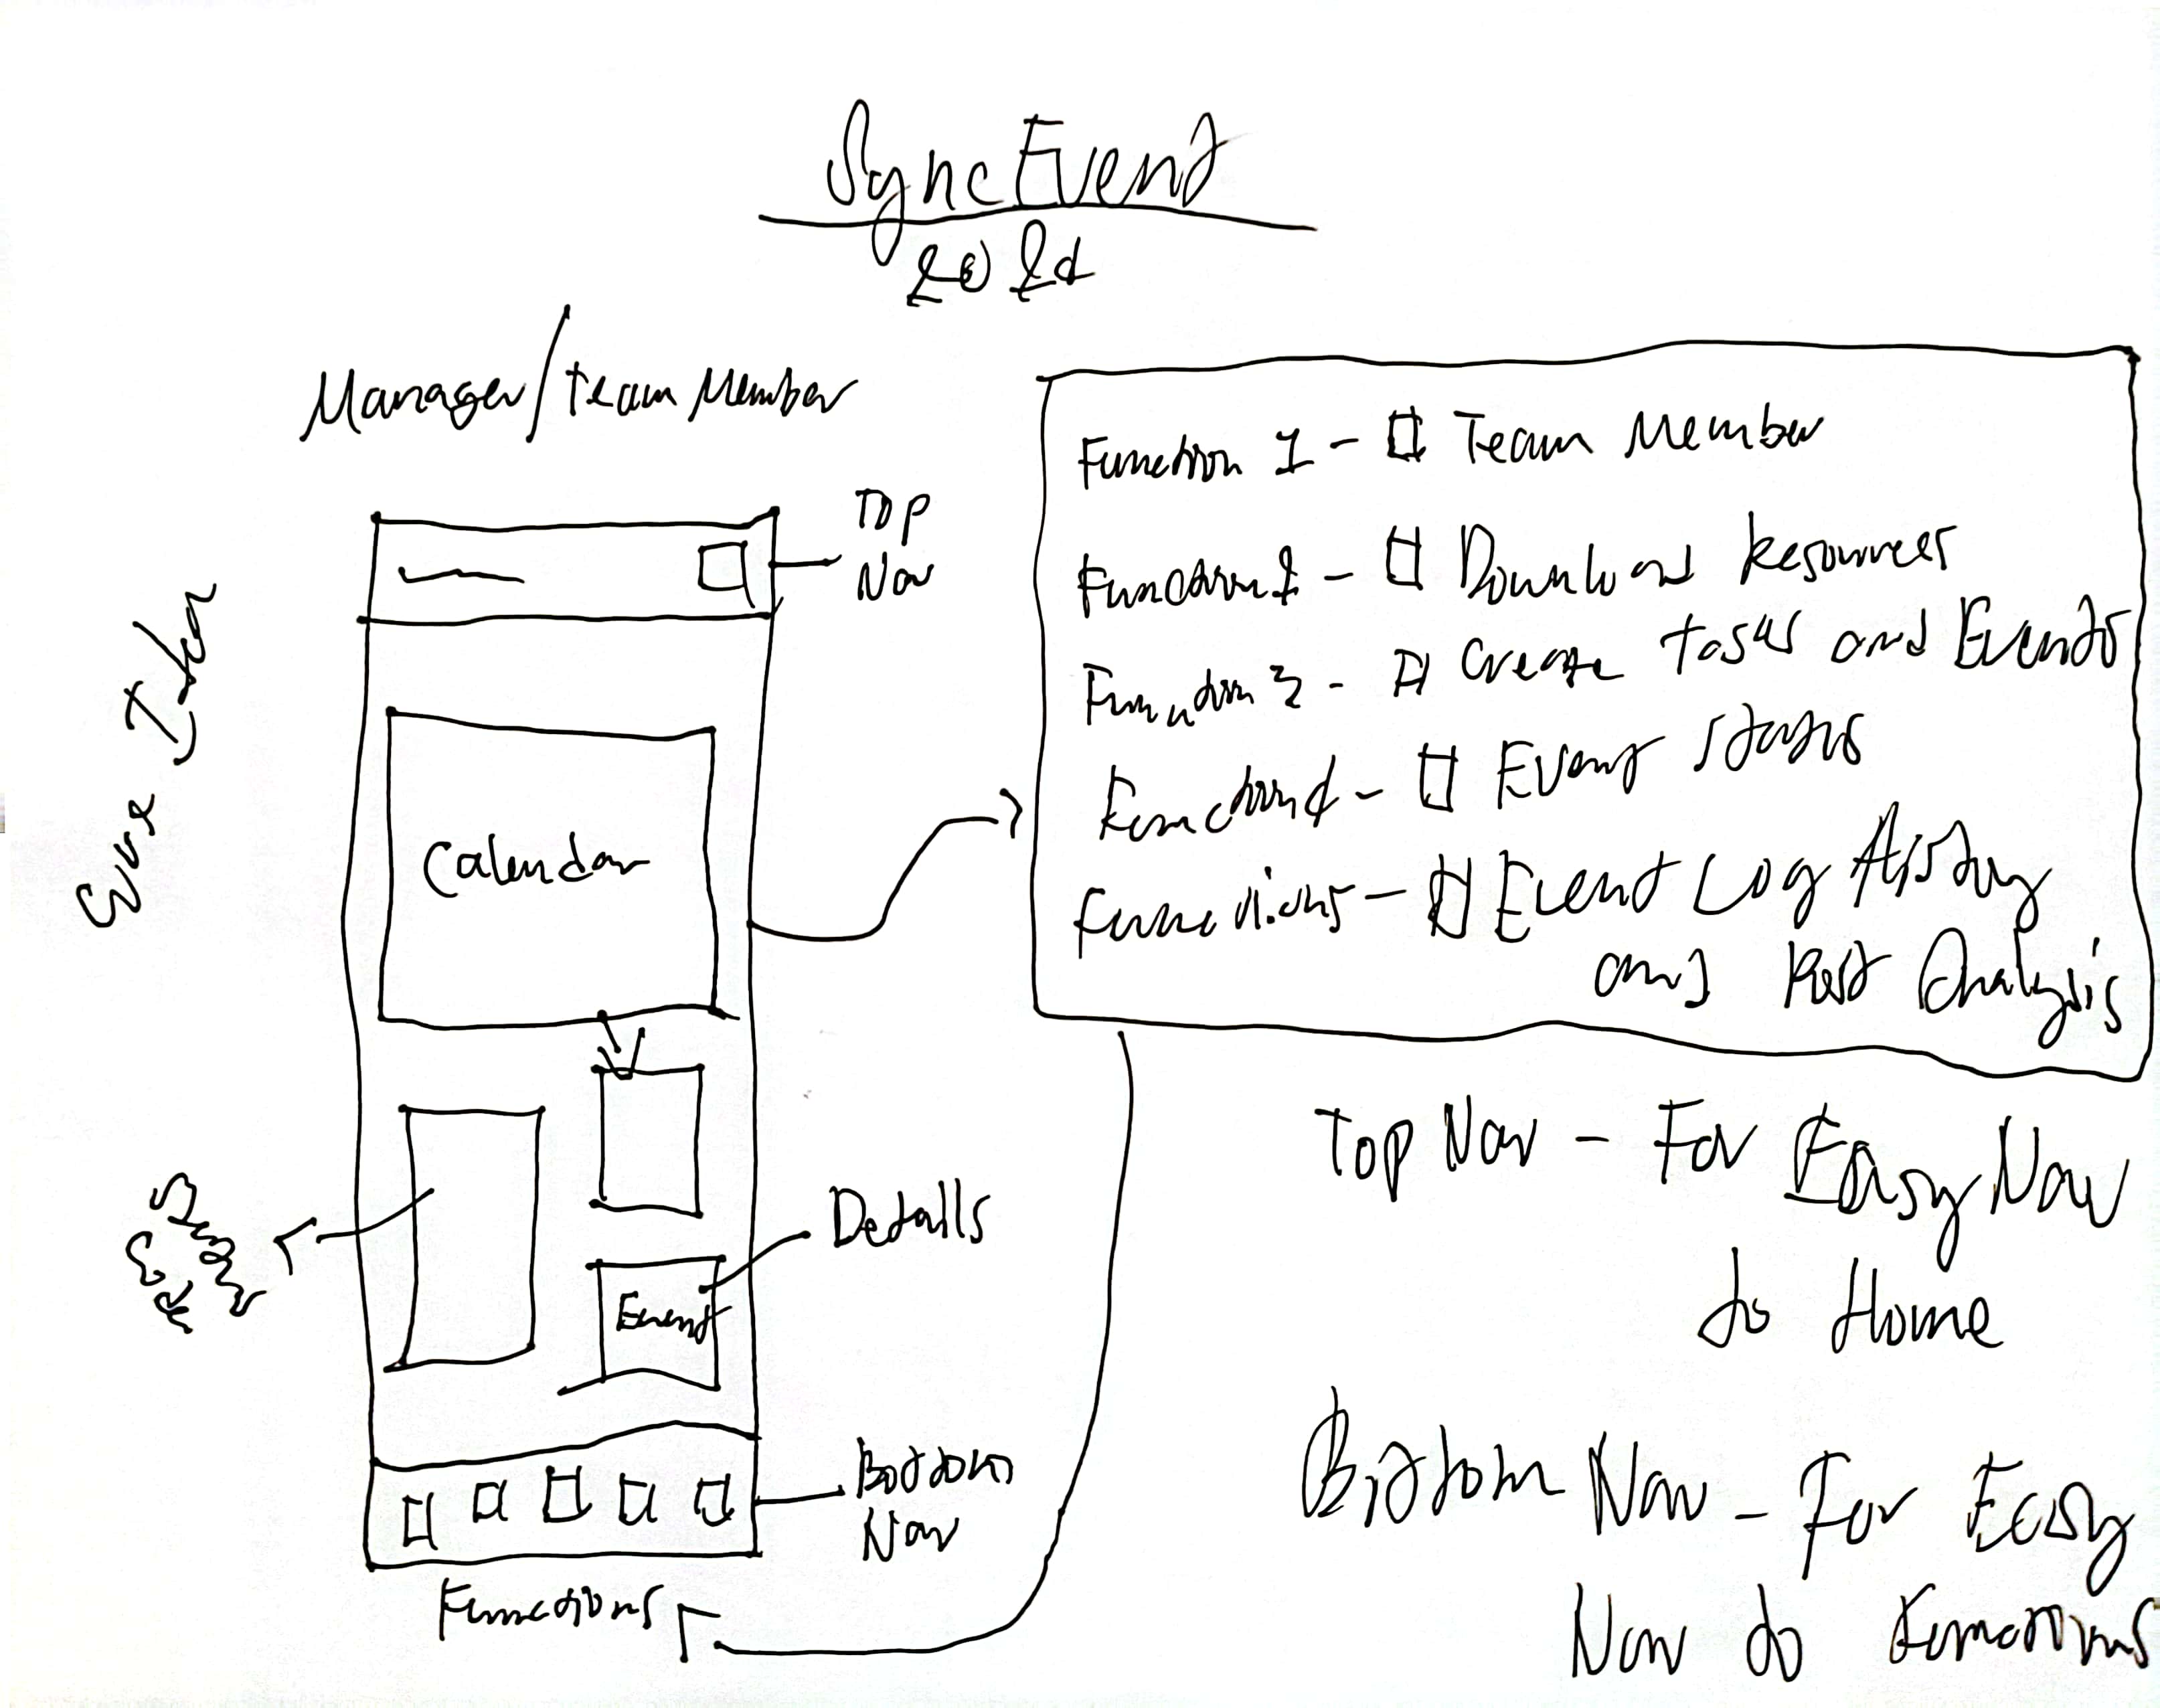 SyncEvent
2024
Manager/Team Member
Top
Nav
Calendar
Details
Event
Bottom
Nav
Functions
Function 1 - Team Member
Function 2 - Download Resources
Function 3 - Create Tasks and Events
Function 4 - Event Status
Function 5 - Event Log History
and Post Analysis
Top Nav - For Easy Nav
to Home
Bottom Nav - For Easy
Nav to Functions